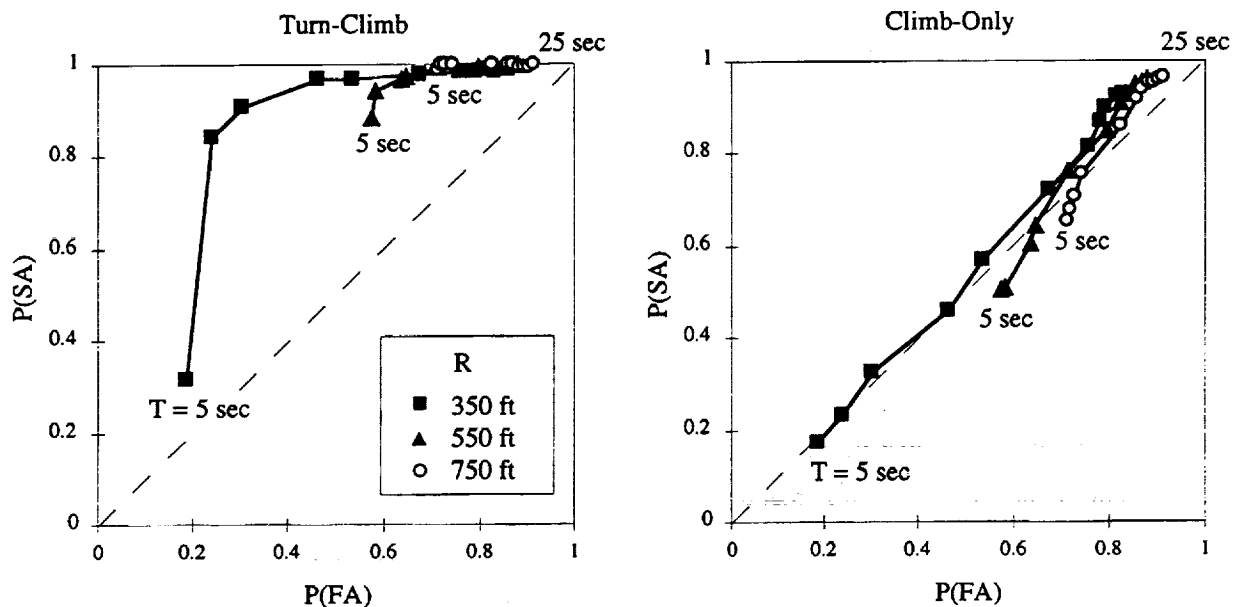 Turn-Climb
25 sec
1
0.8
0.6
0.4
0.2
0
P(SA)
5 sec
5 sec
T = 5 sec
R
350 ft
550 ft
750 ft
0
0.2
0.4
0.6
0.8
1
P(FA)
Climb-Only
25 sec
1
0.8
0.6
0.4
0.2
0
P(SA)
5 sec
5 sec
T = 5 sec
0
0.2
0.4
0.6
0.8
1
P(FA)